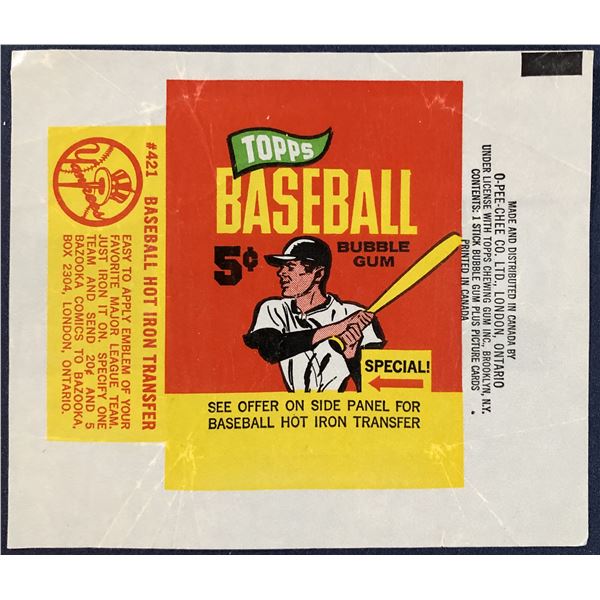 #421 BASEBALL HOT IRON TRANSFER
Yankees
EASY TO APPLY EMBLEM OF YOUR
FAVORITE MAJOR LEAGUE TEAM.
JUST IRON IT ON. SPECIFY ONE
TEAM AND SEND 20¢ AND 5
BAZOOKA COMICS TO BAZOOKA,
BOX 2304, LONDON, ONTARIO.
TOPPS
BASEBALL
5¢
BUBBLE
GUM
SPECIAL!
SEE OFFER ON SIDE PANEL FOR
BASEBALL HOT IRON TRANSFER
MADE AND DISTRIBUTED IN CANADA BY
O-PEE-CHEE CO. LTD., LONDON, ONTARIO
UNDER LICENSE WITH TOPPS CHEWING GUM INC., BROOKLYN, N.Y.
CONTENTS: 1 STICK BUBBLE GUM PLUS PICTURE CARDS
PRINTED IN CANADA